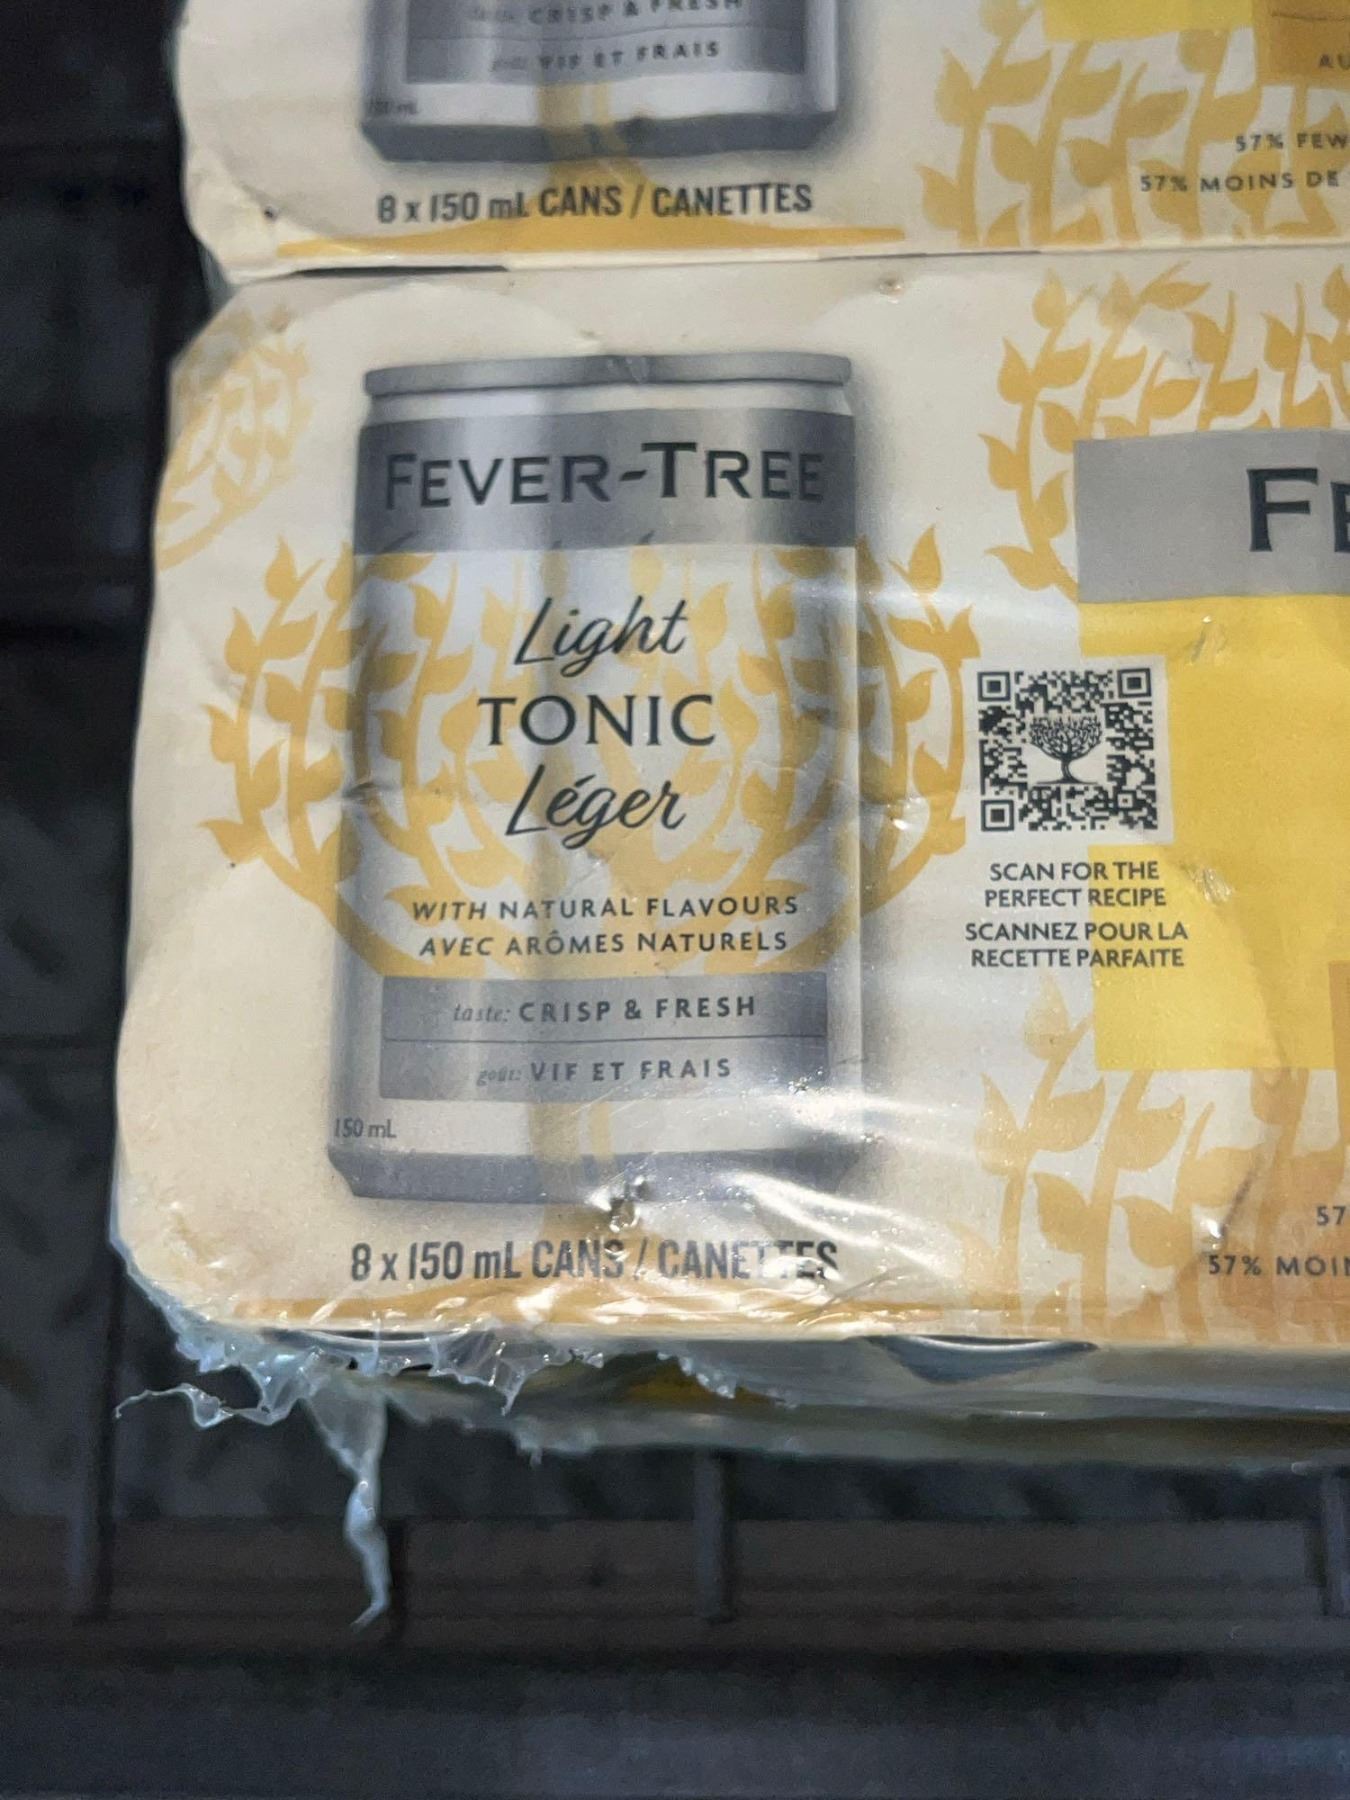 CRISP & FRESH
goût: VIF ET FRAIS
150 mL
8 x 150 mL CANS / CANETTES
57% FEW
57% MOINS DE
FEVER-TREE
Light
TONIC
Léger
WITH NATURAL FLAVOURS
AVEC ARÔMES NATURELS
taste: CRISP & FRESH
goût: VIF ET FRAIS
150 mL
8 x 150 mL CANS / CANETTES
SCAN FOR THE
PERFECT RECIPE
SCANNEZ POUR LA
RECETTE PARFAITE
57
57% MOIN